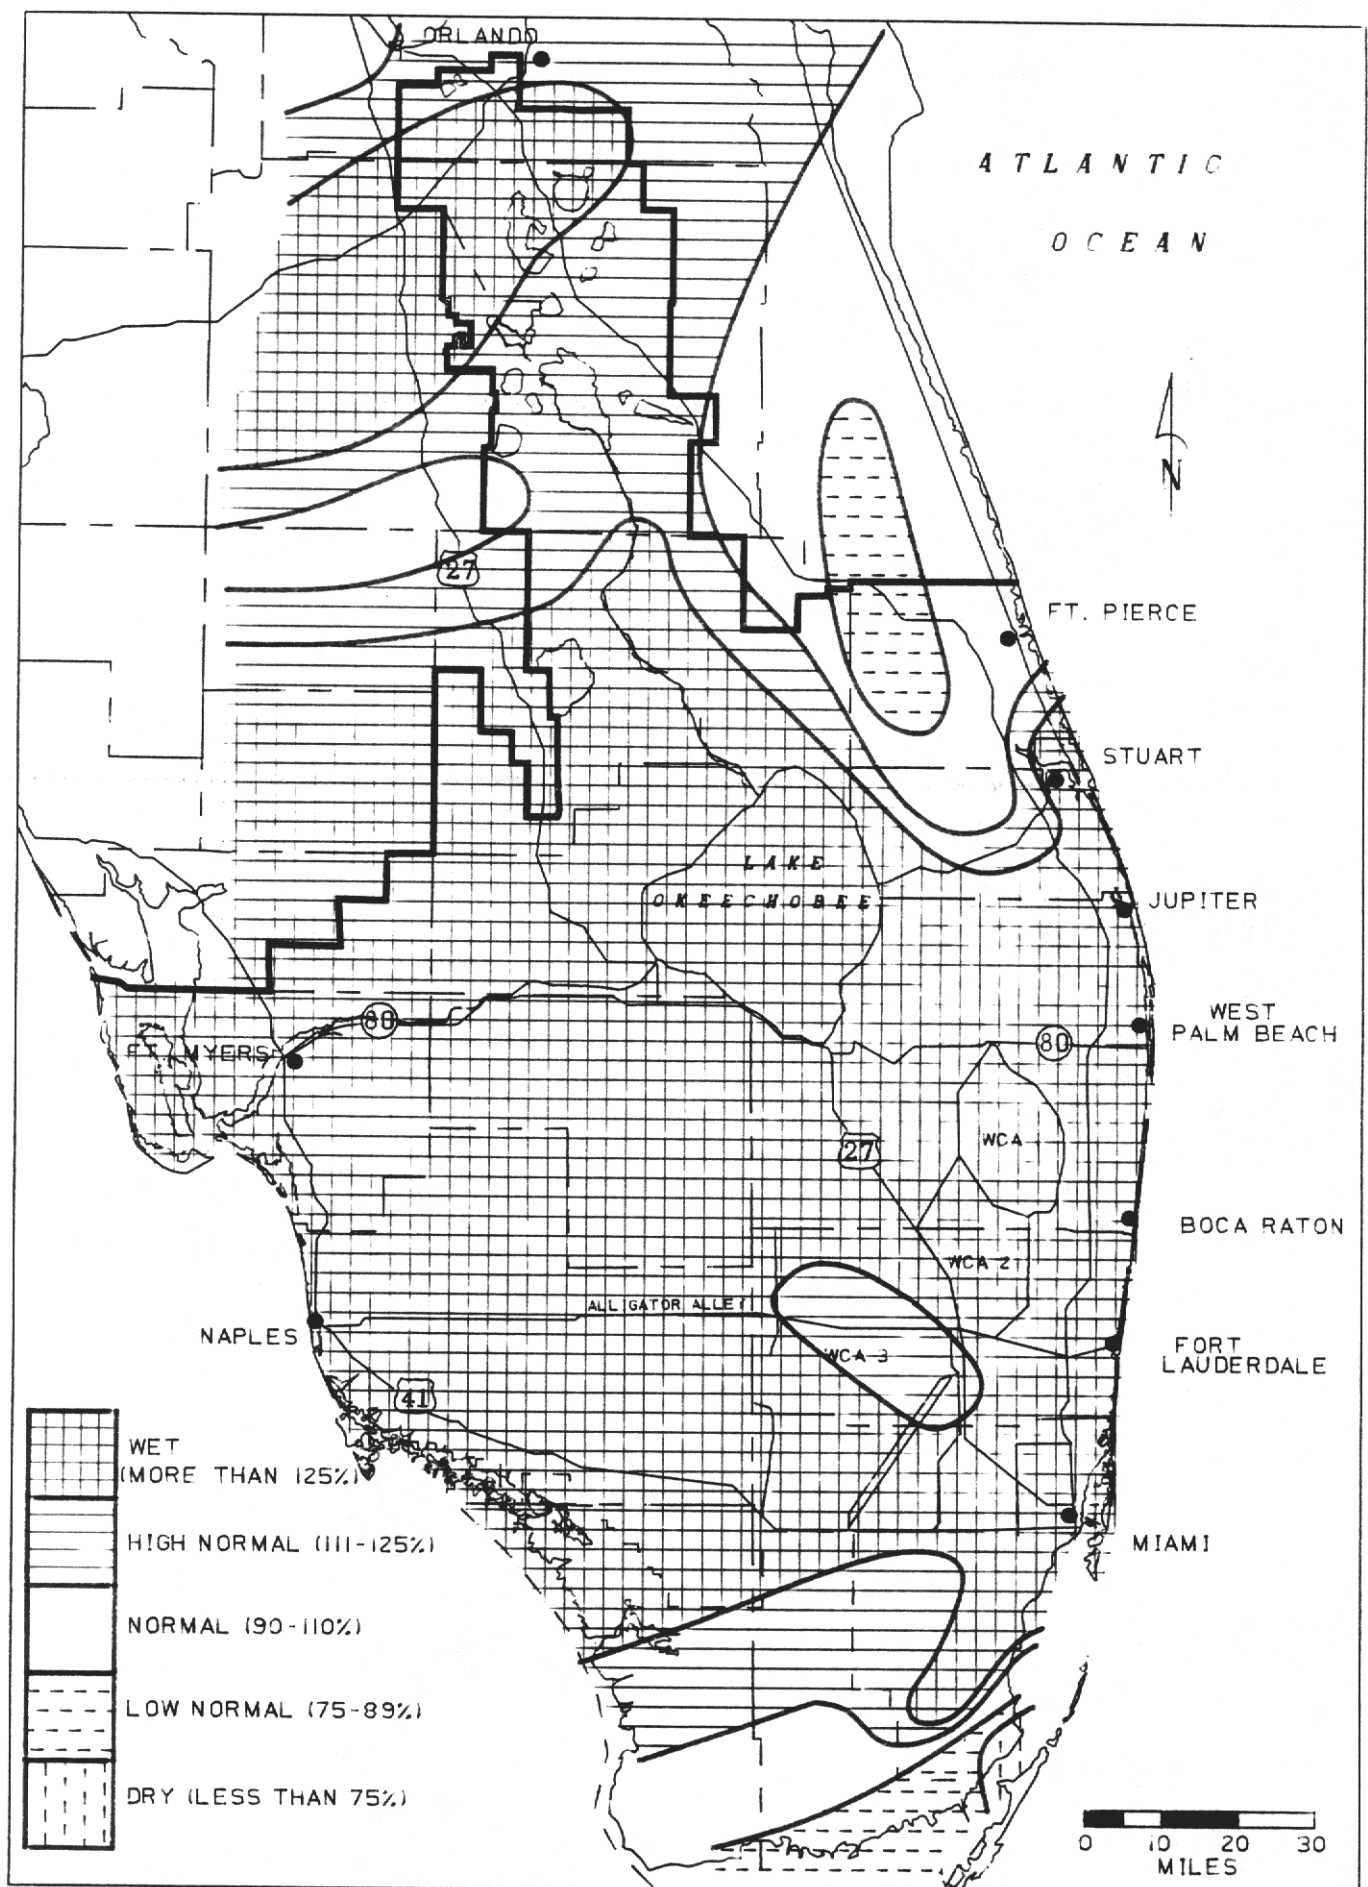 ORLANDO
ATLANTIC
OCEAN
N
27
FT. PIERCE
STUART
LAKE
OKEECHOBEE
JUPITER
WEST
PALM BEACH
80
80
FT. MYERS
WCA
27
BOCA RATON
WCA 2
ALLIGATOR ALLEY
NAPLES
WCA 3
FORT
LAUDERDALE
41
MIAMI
WET
(MORE THAN 125%)
HIGH NORMAL (111-125%)
NORMAL (90-110%)
LOW NORMAL (75-89%)
DRY (LESS THAN 75%)
0 10 20 30
MILES